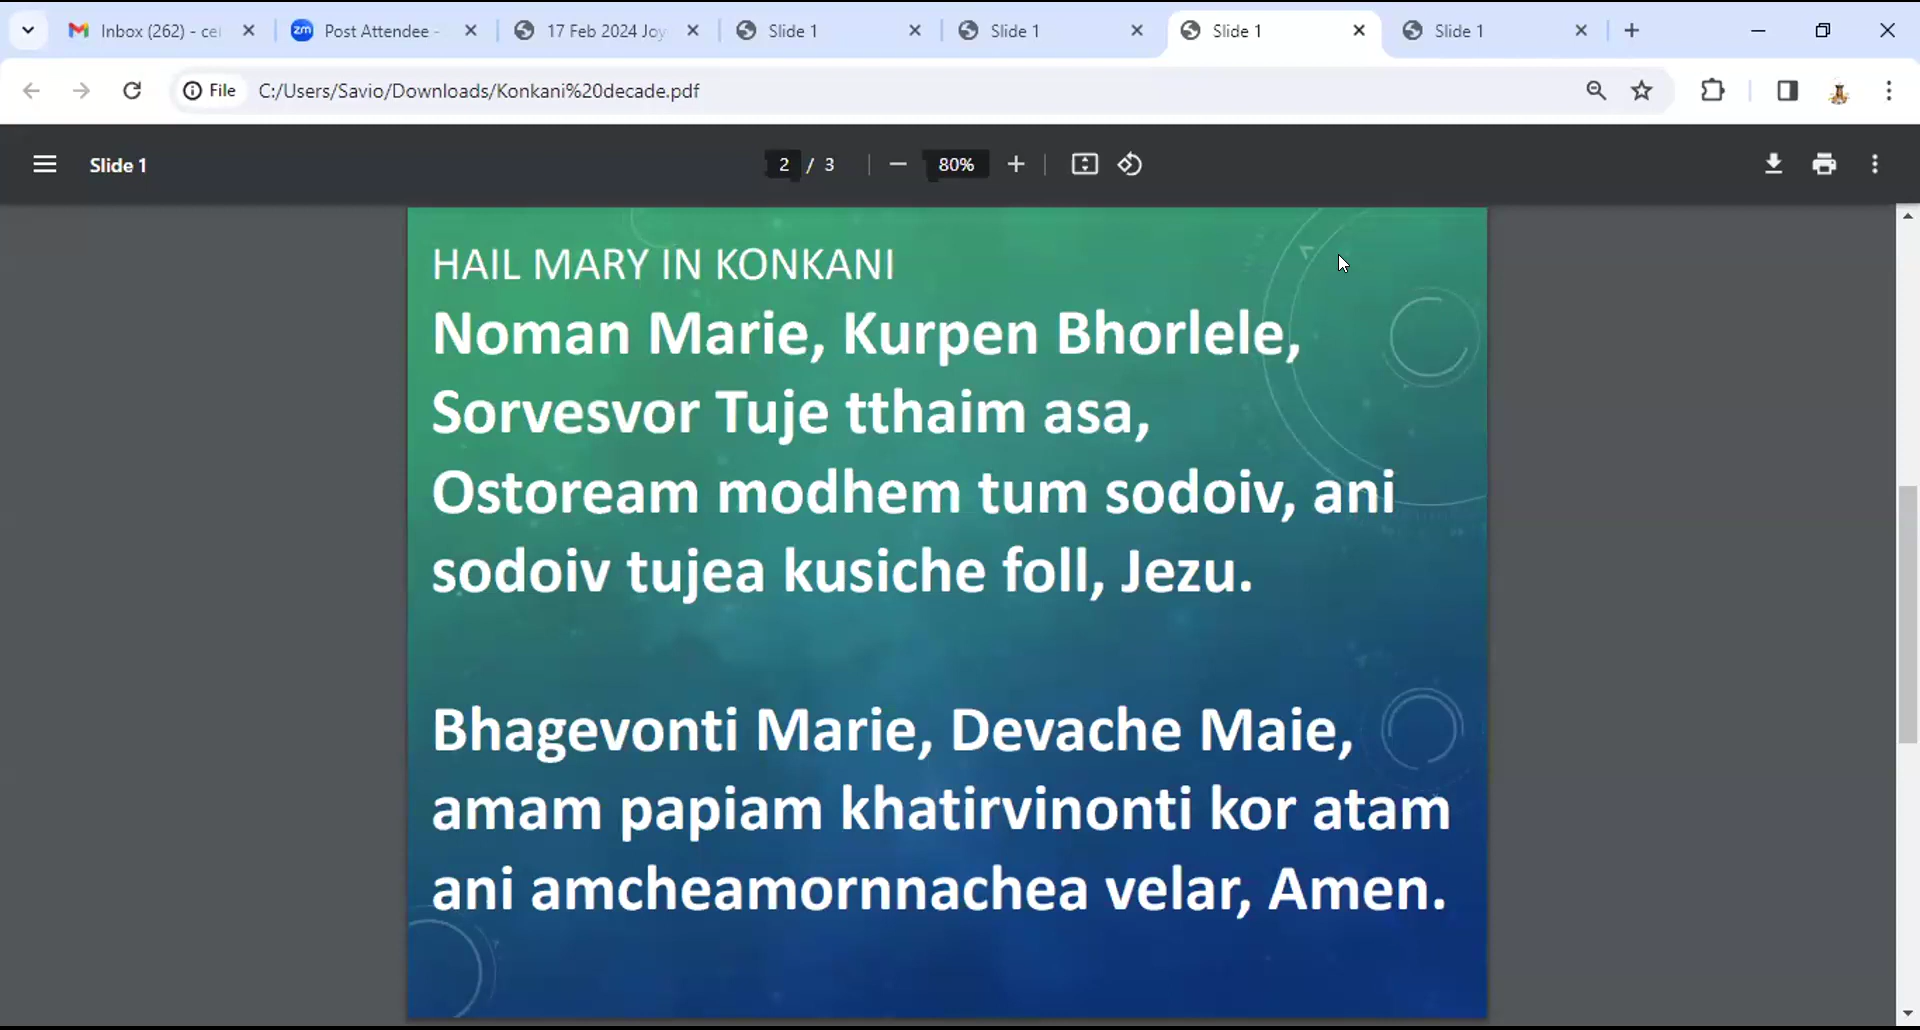 Inbox (262) - cel
Post Attendee -
17 Feb 2024 Joy
Slide 1
Slide 1
Slide 1
Slide 1
File
C:/Users/Savio/Downloads/Konkani%20decade.pdf
Slide 1
2 / 3
80%
HAIL MARY IN KONKANI
Noman Marie, Kurpen Bhorlele,
Sorvesvor Tuje tthaim asa,
Ostoream modhem tum sodoiv, ani
sodoiv tujea kusiche foll, Jezu.
Bhagevonti Marie, Devache Maie,
amam papiam khatirvinonti kor atam
ani amcheamornnachea velar, Amen.